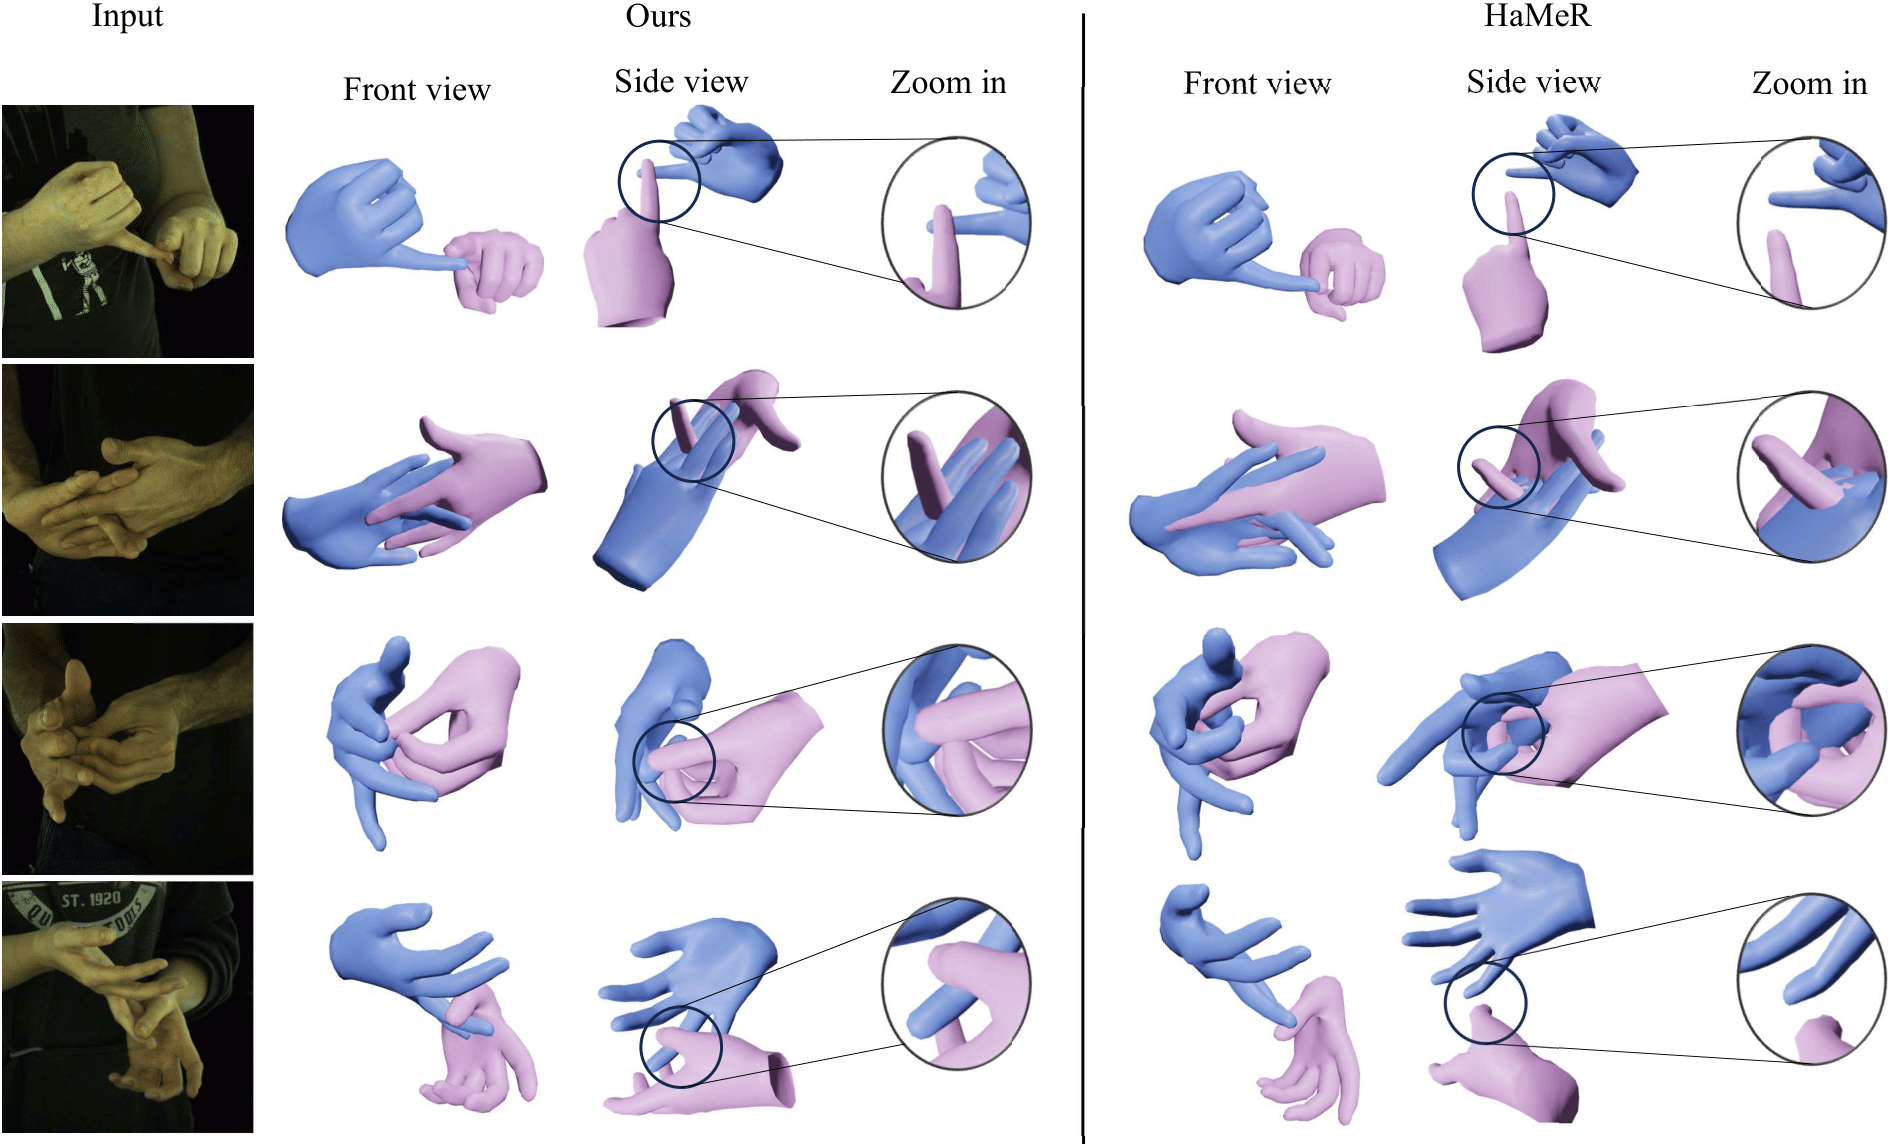 Input
Ours
HaMeR
Front view
Side view
Zoom in
Front view
Side view
Zoom in
ST. 1920